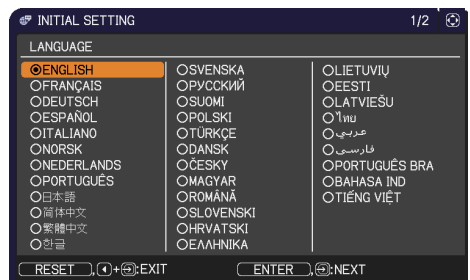 INITIAL SETTING 1/2
LANGUAGE
ENGLISH
FRANÇAIS
DEUTSCH
ESPAÑOL
ITALIANO
NORSK
NEDERLANDS
PORTUGUÊS
日本語
简体中文
繁體中文
한글
SVENSKA
РУССКИЙ
SUOMI
POLSKI
TÜRKÇE
DANSK
ČESKY
MAGYAR
ROMÂNĂ
SLOVENSKI
HRVATSKI
ΕΛΛΗΝΙΚΑ
LIETUVIŲ
EESTI
LATVIEŠU
ไทย
عربي
فارسی
PORTUGUÊS BRA
BAHASA IND
TIẾNG VIỆT
RESET , + :EXIT ENTER , :NEXT